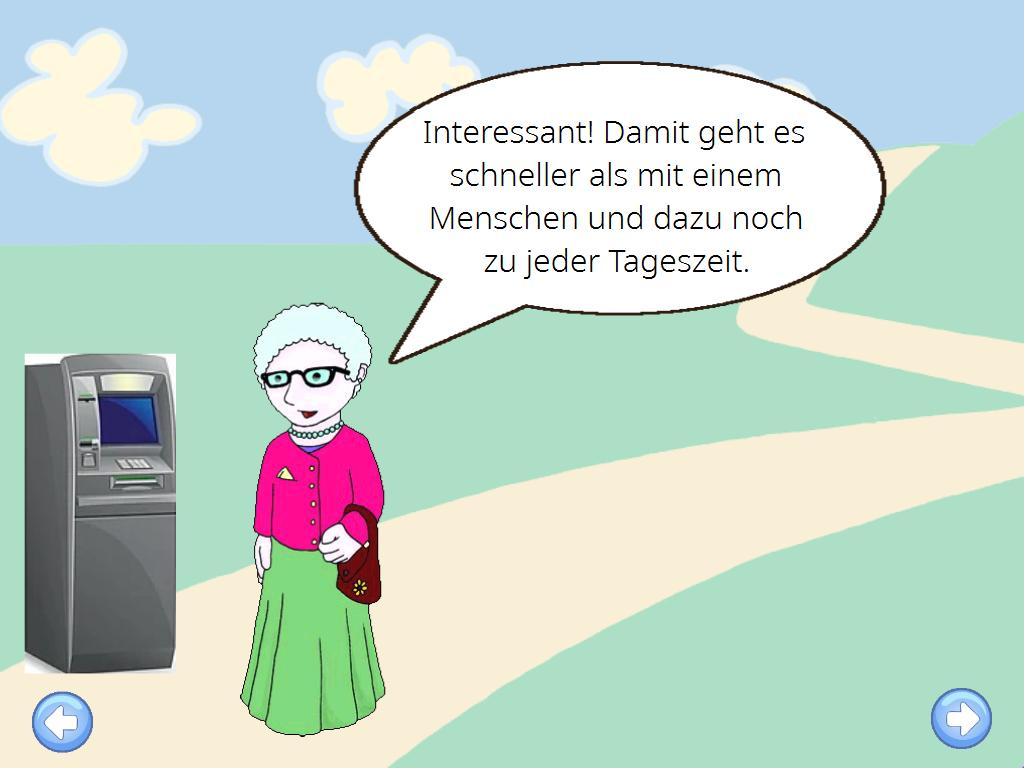 Interessant! Damit geht es
schneller als mit einem
Menschen und dazu noch
zu jeder Tageszeit.